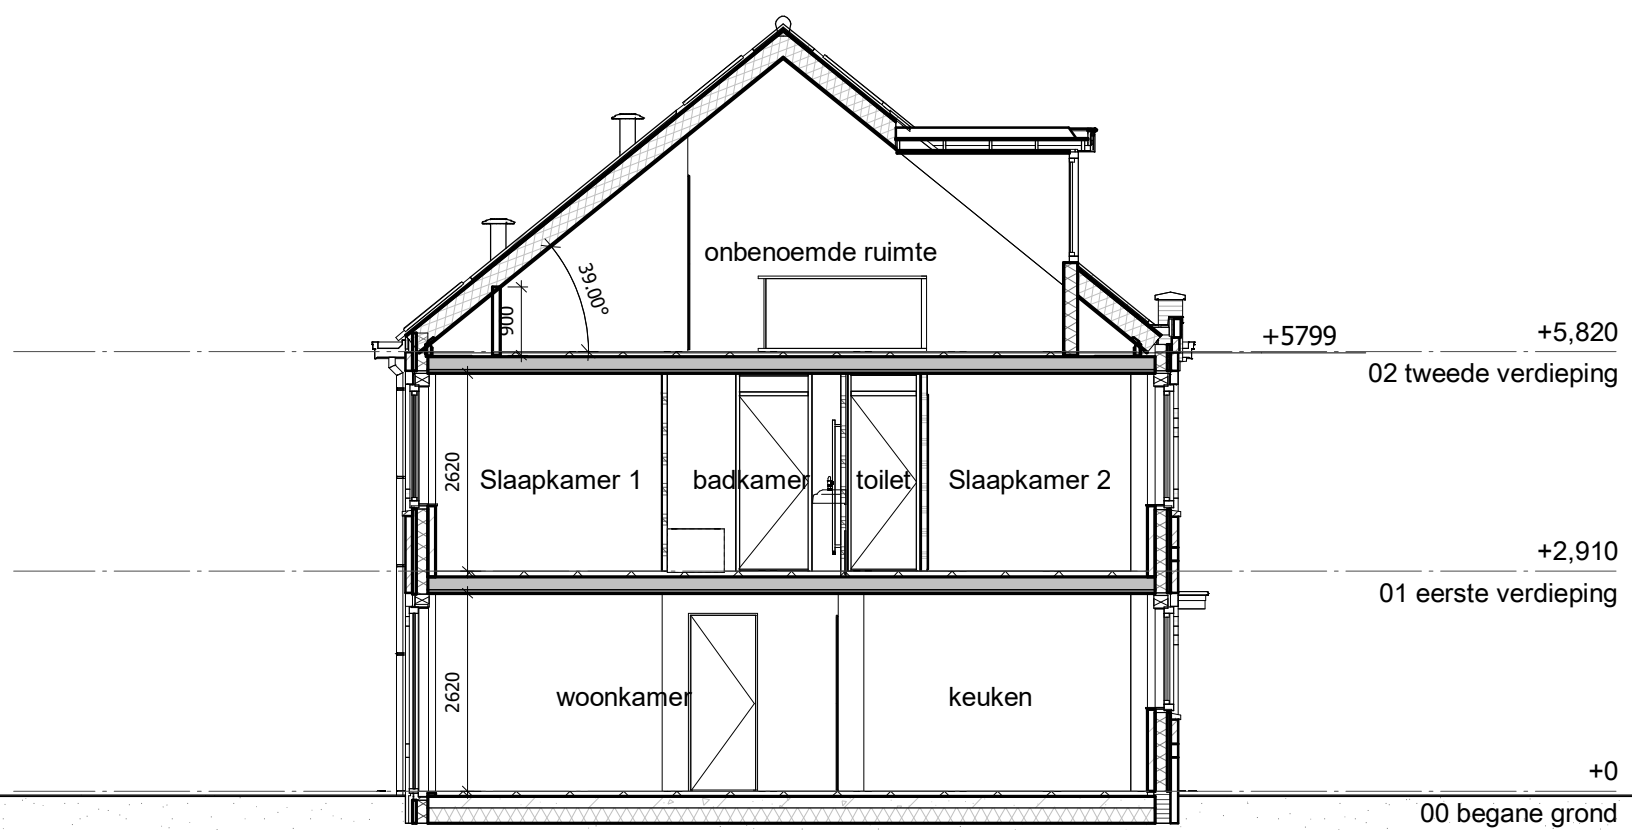 onbenoemde ruimte
39.00°
900
+5799
+5,820
02 tweede verdieping
2620
Slaapkamer 1
badkamer
toilet
Slaapkamer 2
+2,910
01 eerste verdieping
2620
woonkamer
keuken
+0
00 begane grond